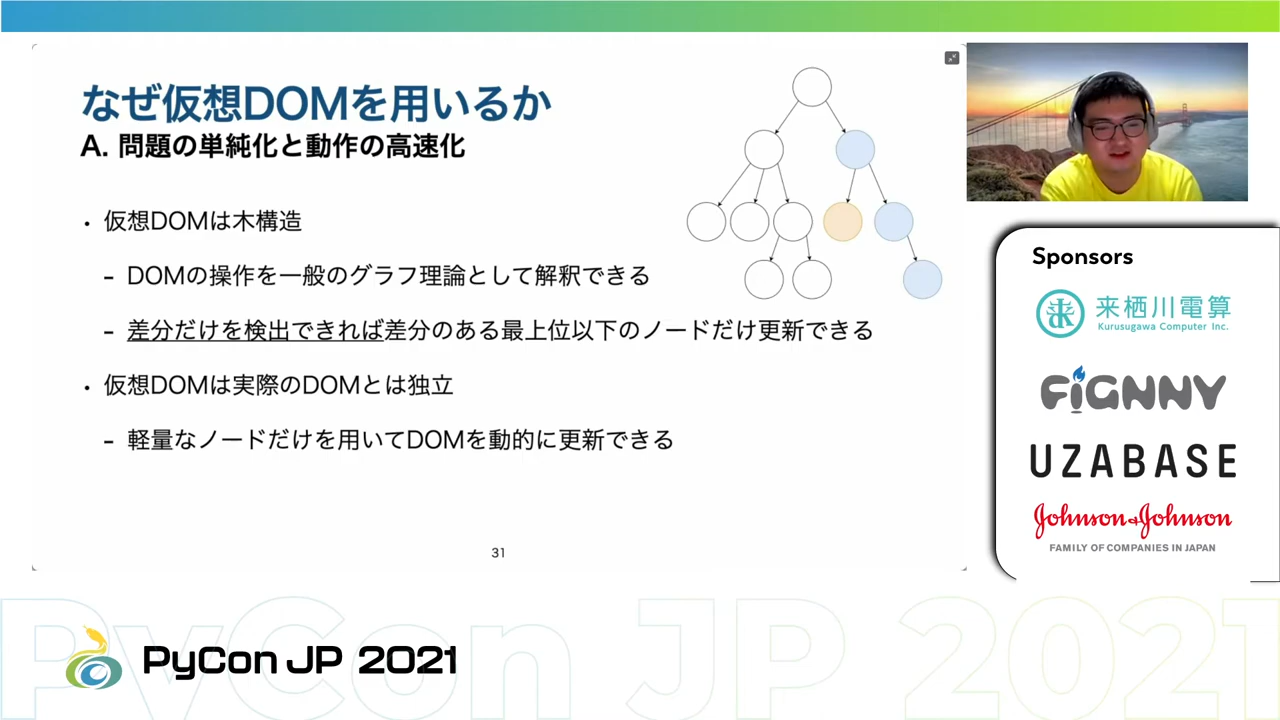 なぜ仮想DOMを用いるか
A. 問題の単純化と動作の高速化
・ 仮想DOMは木構造
- DOMの操作を一般のグラフ理論として解釈できる
- 差分だけを検出できれば差分のある最上位以下のノードだけ更新できる
・ 仮想DOMは実際のDOMとは独立
- 軽量なノードだけを用いてDOMを動的に更新できる
31
Sponsors
来栖川電算
Kurusugawa Computer Inc.
FiGNNY
UZABASE
Johnson&Johnson
FAMILY OF COMPANIES IN JAPAN
PyCon JP 2021
PyCon JP 2021